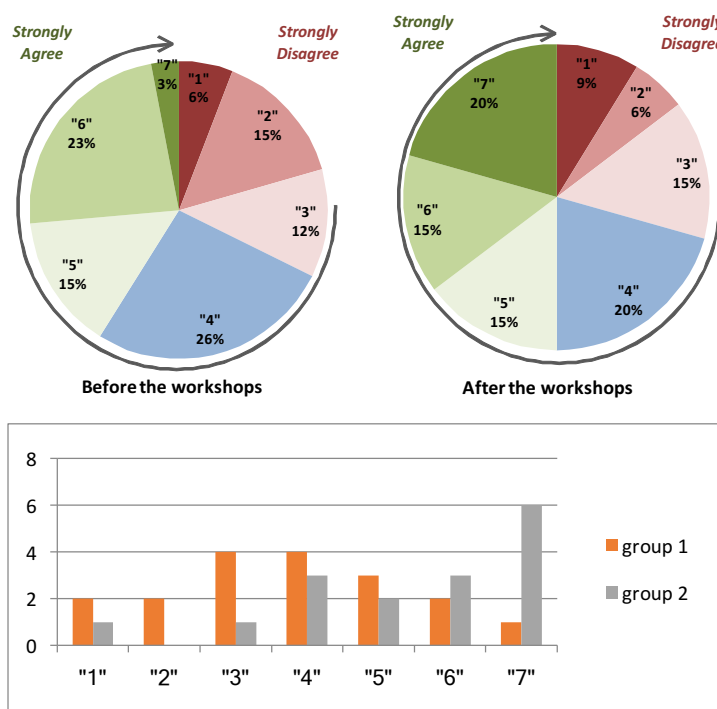 Strongly
Agree
Strongly
Disagree
"7"
3%
"1"
6%
"2"
15%
"3"
12%
"4"
26%
"5"
15%
"6"
23%
Before the workshops
Strongly
Agree
Strongly
Disagree
"1"
9%
"2"
6%
"3"
15%
"4"
20%
"5"
15%
"6"
15%
"7"
20%
After the workshops
8
6
4
2
0
"1" "2" "3" "4" "5" "6" "7"
group 1
group 2